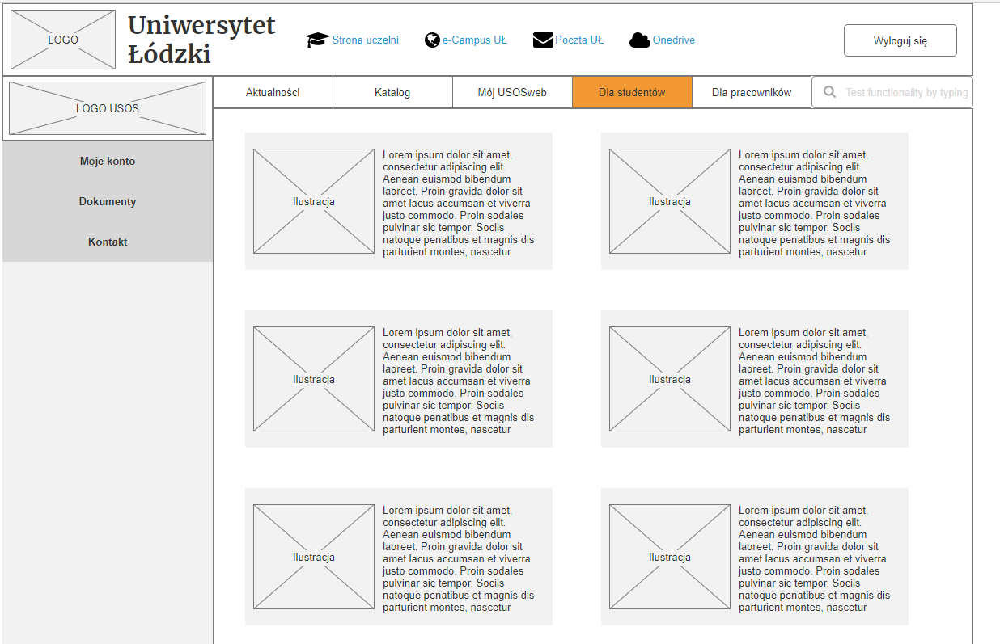 LOGO
Uniwersytet
Łódzki
Strona uczelni
e-Campus UŁ
Poczta UŁ
Onedrive
Wyloguj się
LOGO USOS
Aktualności
Katalog
Mój USOSweb
Dla studentów
Dla pracowników
Test functionality by typing
Moje konto
Dokumenty
Kontakt
Ilustracja
Lorem ipsum dolor sit amet,
consectetur adipiscing elit.
Aenean euismod bibendum
laoreet. Proin gravida dolor sit
amet lacus accumsan et viverra
justo commodo. Proin sodales
pulvinar sic tempor. Sociis
natoque penatibus et magnis dis
parturient montes, nascetur
Ilustracja
Lorem ipsum dolor sit amet,
consectetur adipiscing elit.
Aenean euismod bibendum
laoreet. Proin gravida dolor sit
amet lacus accumsan et viverra
justo commodo. Proin sodales
pulvinar sic tempor. Sociis
natoque penatibus et magnis dis
parturient montes, nascetur
Ilustracja
Lorem ipsum dolor sit amet,
consectetur adipiscing elit.
Aenean euismod bibendum
laoreet. Proin gravida dolor sit
amet lacus accumsan et viverra
justo commodo. Proin sodales
pulvinar sic tempor. Sociis
natoque penatibus et magnis dis
parturient montes, nascetur
Ilustracja
Lorem ipsum dolor sit amet,
consectetur adipiscing elit.
Aenean euismod bibendum
laoreet. Proin gravida dolor sit
amet lacus accumsan et viverra
justo commodo. Proin sodales
pulvinar sic tempor. Sociis
natoque penatibus et magnis dis
parturient montes, nascetur
Ilustracja
Lorem ipsum dolor sit amet,
consectetur adipiscing elit.
Aenean euismod bibendum
laoreet. Proin gravida dolor sit
amet lacus accumsan et viverra
justo commodo. Proin sodales
pulvinar sic tempor. Sociis
natoque penatibus et magnis dis
parturient montes, nascetur
Ilustracja
Lorem ipsum dolor sit amet,
consectetur adipiscing elit.
Aenean euismod bibendum
laoreet. Proin gravida dolor sit
amet lacus accumsan et viverra
justo commodo. Proin sodales
pulvinar sic tempor. Sociis
natoque penatibus et magnis dis
parturient montes, nascetur